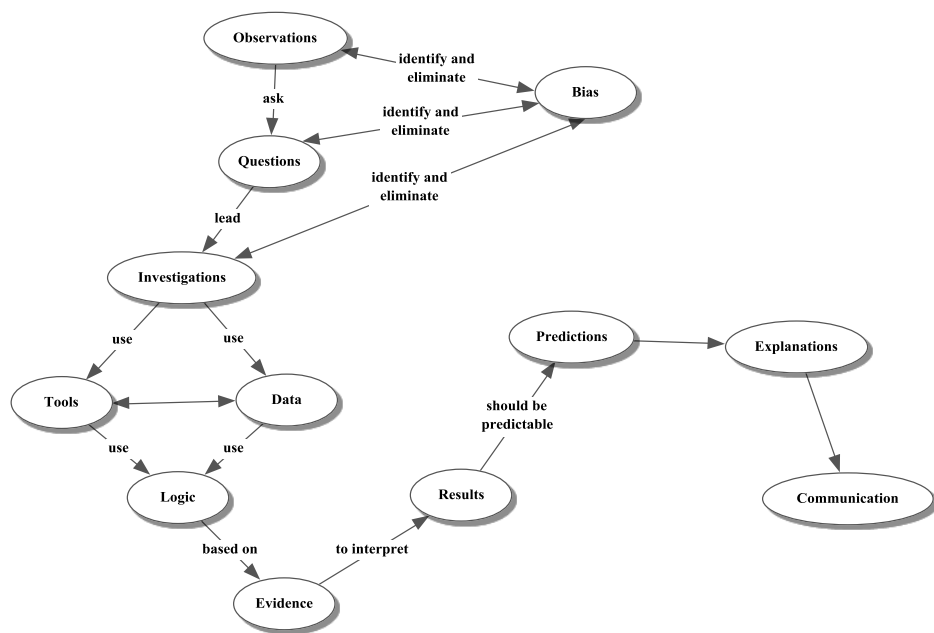 Observations
identify and
eliminate
Bias
ask
identify and
eliminate
Questions
identify and
eliminate
lead
Investigations
use
use
Predictions
Explanations
Tools
Data
should be
predictable
use
use
Logic
Results
Communication
based on
to interpret
Evidence